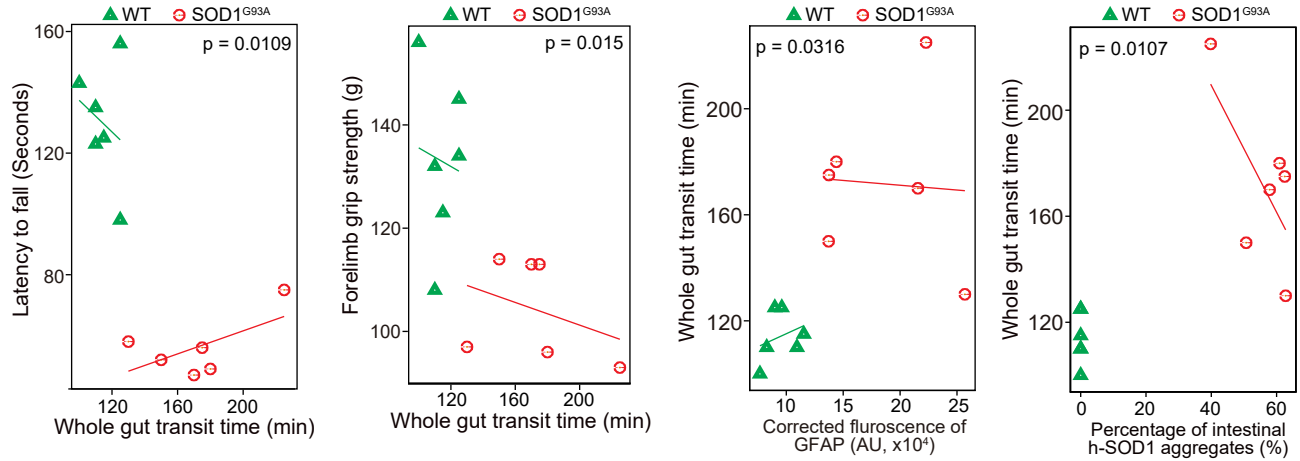 WT SOD1G93A
p = 0.0109
Latency to fall (Seconds)
160
120
80
120 160 200
Whole gut transit time (min)
WT SOD1G93A
p = 0.015
Forelimb grip strength (g)
140
120
100
120 160 200
Whole gut transit time (min)
WT SOD1G93A
p = 0.0316
Whole gut transit time (min)
200
160
120
10 15 20 25
Corrected fluroscence of
GFAP (AU, x10⁴)
WT SOD1G93A
p = 0.0107
Whole gut transit time (min)
200
160
120
0 20 40 60
Percentage of intestinal
h-SOD1 aggregates (%)